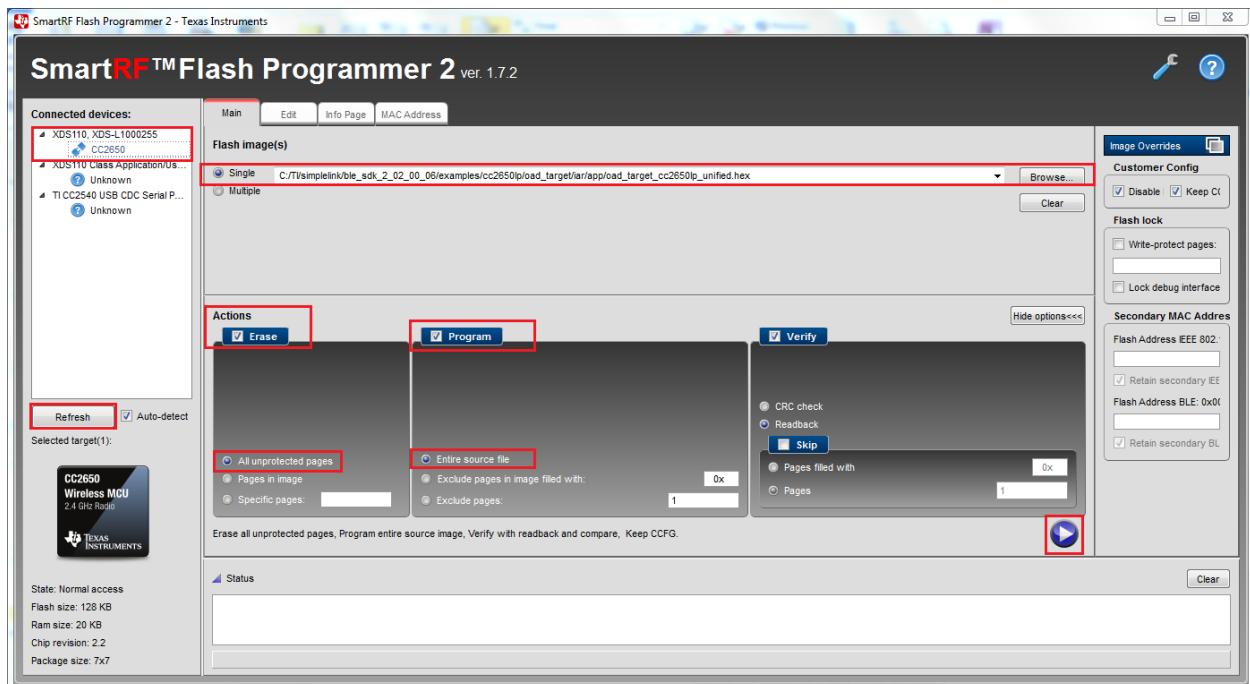 SmartRF Flash Programmer 2 - Texas Instruments
SmartRF™Flash Programmer 2 ver. 1.7.2
Connected devices:
XDS110, XDS-L1000255
CC2650
XDS110 Class Application/Us...
Unknown
TI CC2540 USB CDC Serial P...
Unknown
Refresh
Auto-detect
Selected target(1):
CC2650
Wireless MCU
2.4 GHz Radio
TEXAS
INSTRUMENTS
State: Normal access
Flash size: 128 KB
Ram size: 20 KB
Chip revision: 2.2
Package size: 7x7
Main Edit Info Page MAC Address
Flash image(s)
Single C:/TI/simplelink/ble_sdk_2_02_00_06/examples/cc2650lp/oad_target/iar/app/oad_target_cc2650lp_unified.hex Browse...
Multiple
Clear
Actions
Hide options<<<
Erase
All unprotected pages
Pages in image
Specific pages:
Program
Entire source file
Exclude pages in image filled with: 0x
Exclude pages: 1
Verify
CRC check
Readback
Skip
Pages filled with 0x
Pages 1
Erase all unprotected pages, Program entire source image, Verify with readback and compare, Keep CCFG.
Status
Clear
Image Overrides
Customer Config
Disable Keep C(
Flash lock
Write-protect pages:
Lock debug interface
Secondary MAC Addres
Flash Address IEEE 802.
Retain secondary IEE
Flash Address BLE: 0x0(
Retain secondary BL